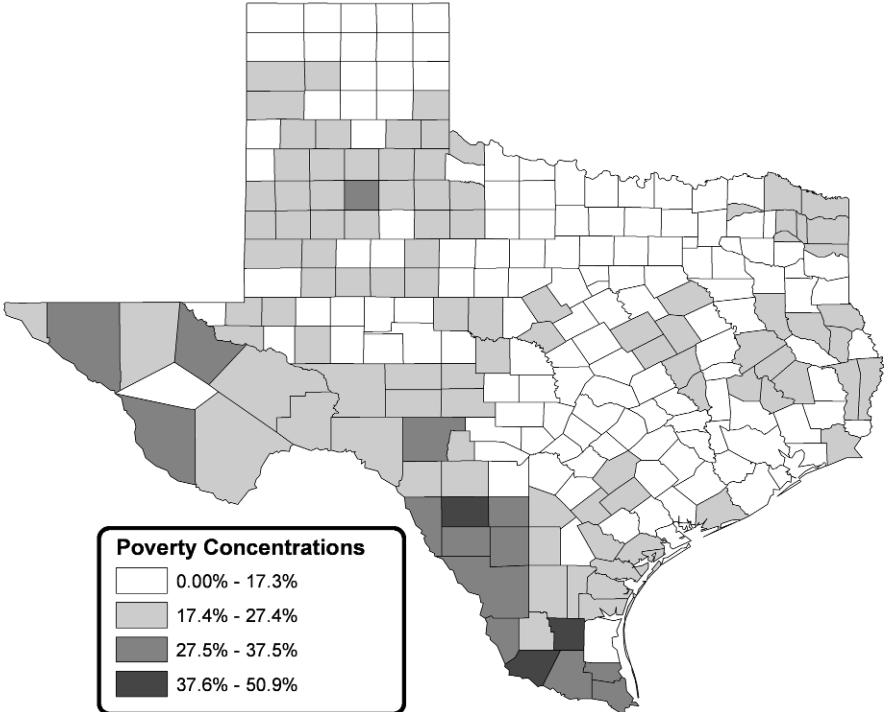 Poverty Concentrations
0.00% - 17.3%
17.4% - 27.4%
27.5% - 37.5%
37.6% - 50.9%